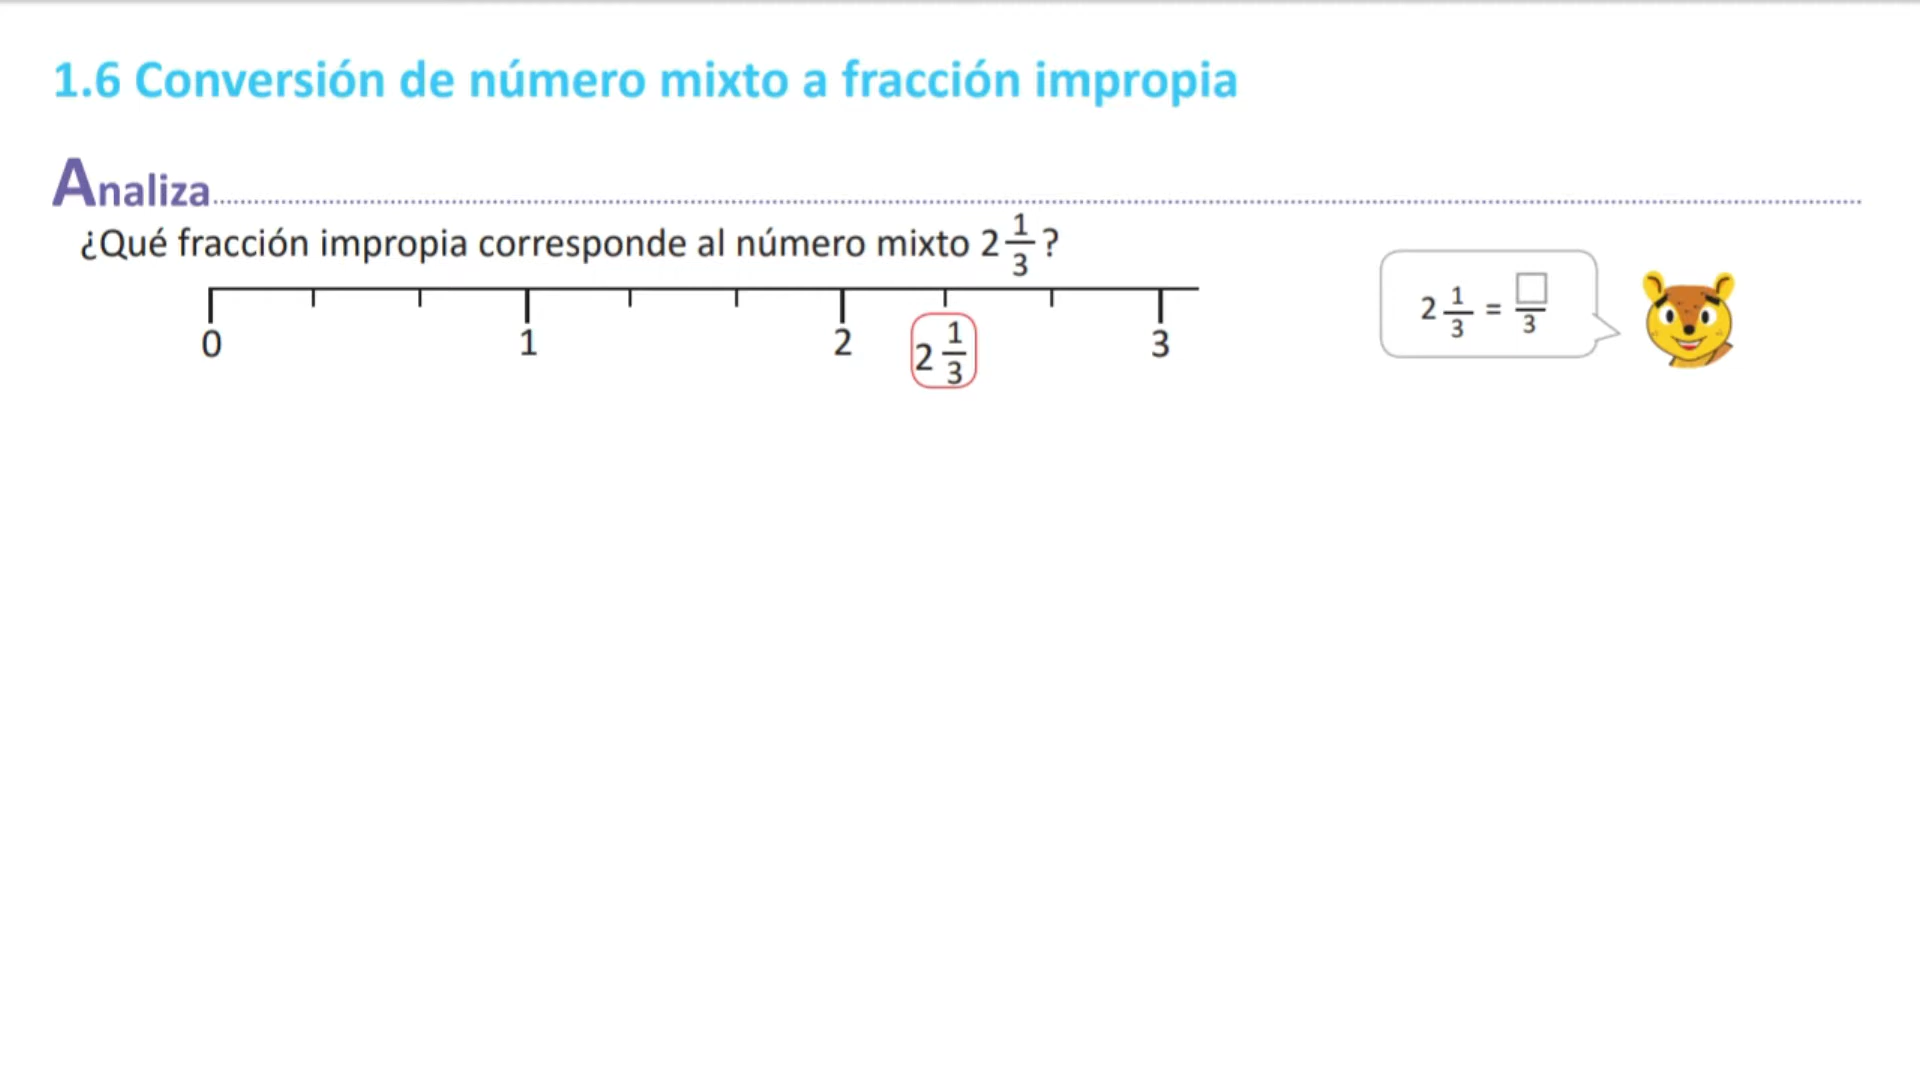 1.6 Conversión de número mixto a fracción impropia
Analiza
¿Qué fracción impropia corresponde al número mixto 2 1/3?
0 1 2 2 1/3 3
2 1/3 = □/3